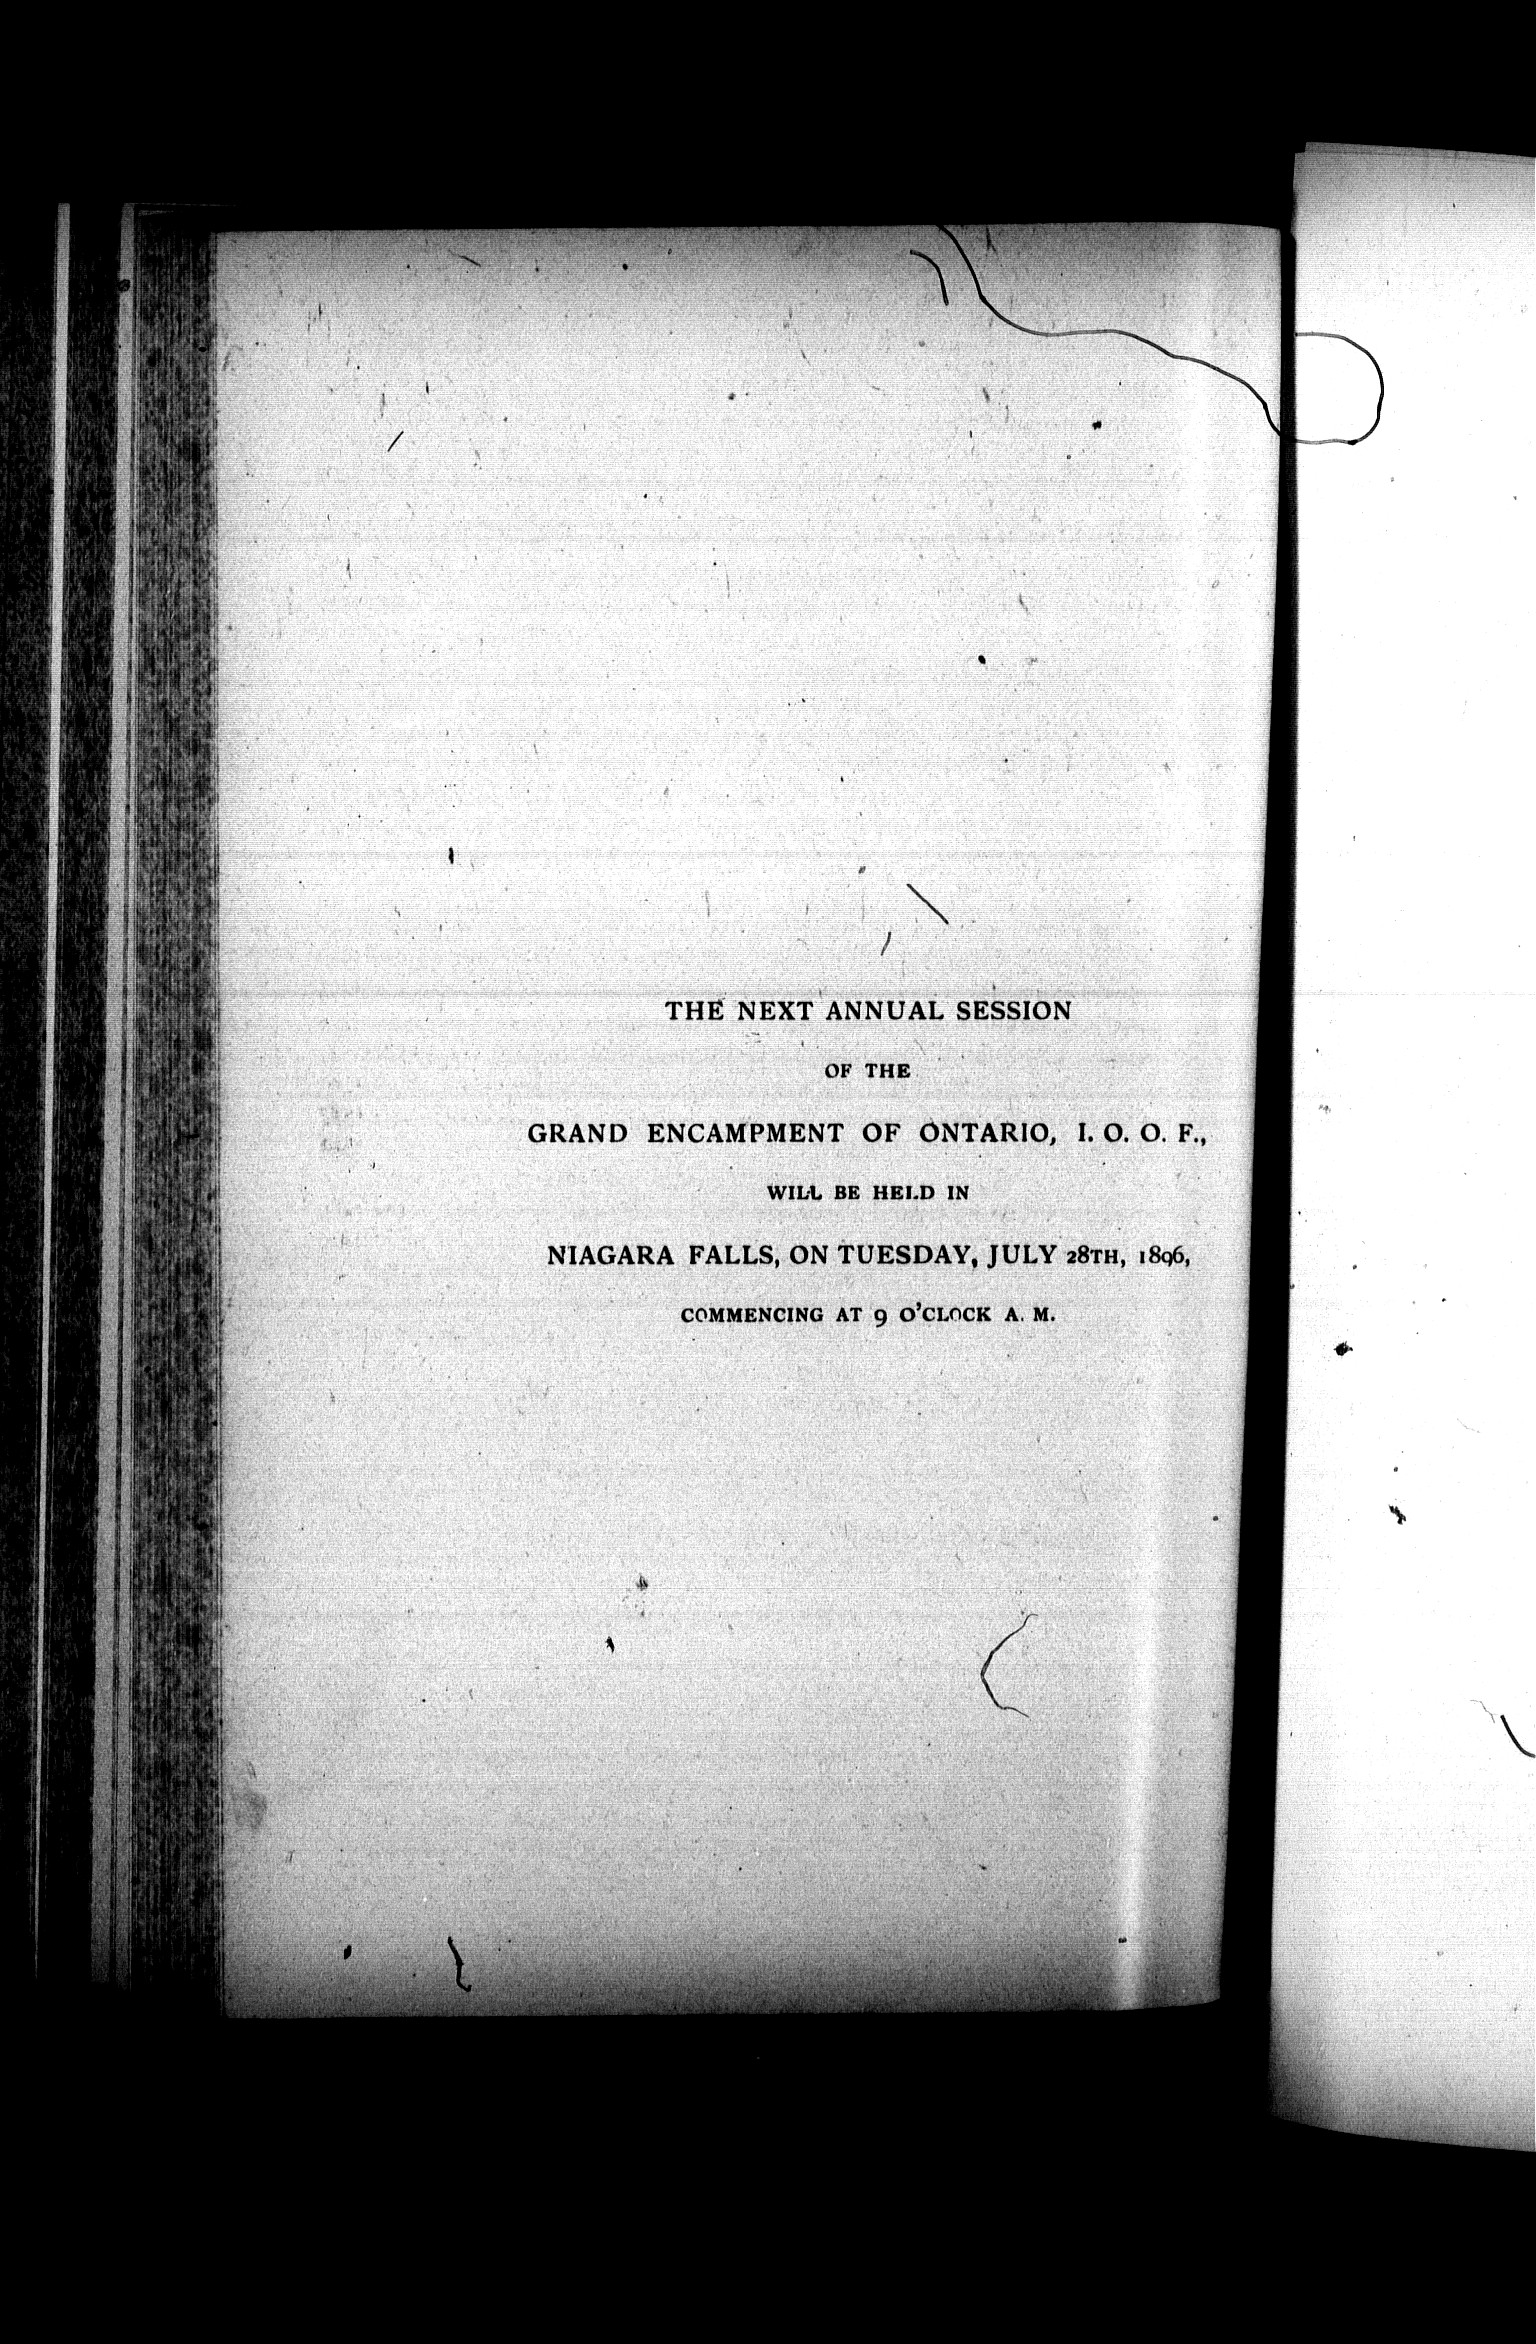 THE NEXT ANNUAL SESSION
OF THE
GRAND ENCAMPMENT OF ONTARIO, I. O. O. F.,
WILL BE HELD IN
NIAGARA FALLS, ON TUESDAY, JULY 28TH, 1896,
COMMENCING AT 9 O'CLOCK A. M.